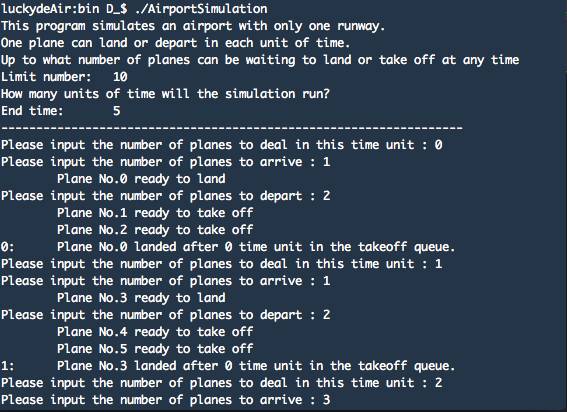 luckydeAir:bin D_$ ./AirportSimulation
This program simulates an airport with only one runway.
One plane can land or depart in each unit of time.
Up to what number of planes can be waiting to land or take off at any time
Limit number:   10
How many units of time will the simulation run?
End time:       5
------------------------------------------------------------------
Please input the number of planes to deal in this time unit : 0
Please input the number of planes to arrive : 1
        Plane No.0 ready to land
Please input the number of planes to depart : 2
        Plane No.1 ready to take off
        Plane No.2 ready to take off
0:      Plane No.0 landed after 0 time unit in the takeoff queue.
Please input the number of planes to deal in this time unit : 1
Please input the number of planes to arrive : 1
        Plane No.3 ready to land
Please input the number of planes to depart : 2
        Plane No.4 ready to take off
        Plane No.5 ready to take off
1:      Plane No.3 landed after 0 time unit in the takeoff queue.
Please input the number of planes to deal in this time unit : 2
Please input the number of planes to arrive : 3